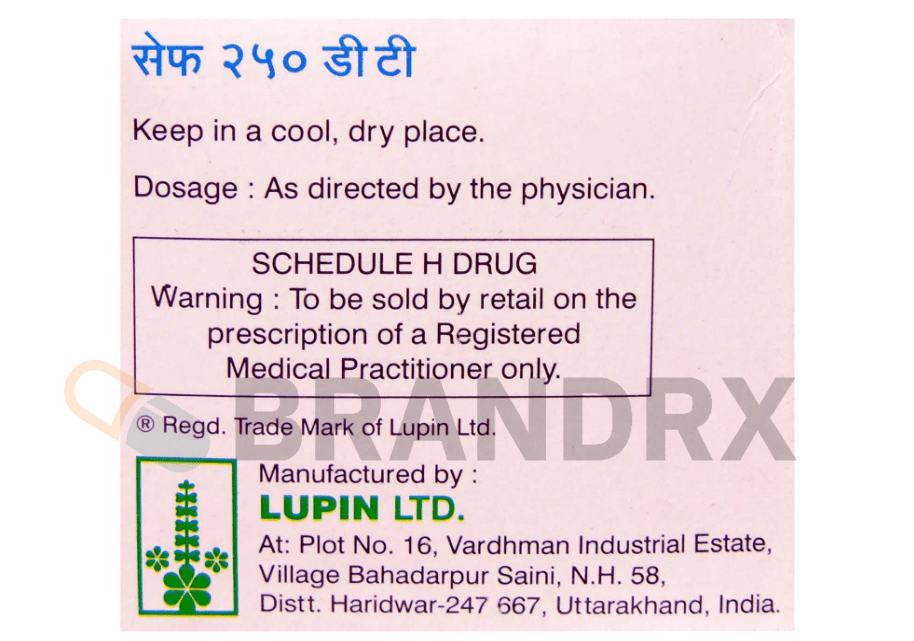 सेफ २५० डी टी
Keep in a cool, dry place.
Dosage : As directed by the physician.
SCHEDULE H DRUG
Warning : To be sold by retail on the
prescription of a Registered
Medical Practitioner only.
BRANDRX
® Regd. Trade Mark of Lupin Ltd.
Manufactured by :
LUPIN LTD.
At: Plot No. 16, Vardhman Industrial Estate,
Village Bahadarpur Saini, N.H. 58,
Distt. Haridwar-247 667, Uttarakhand, India.